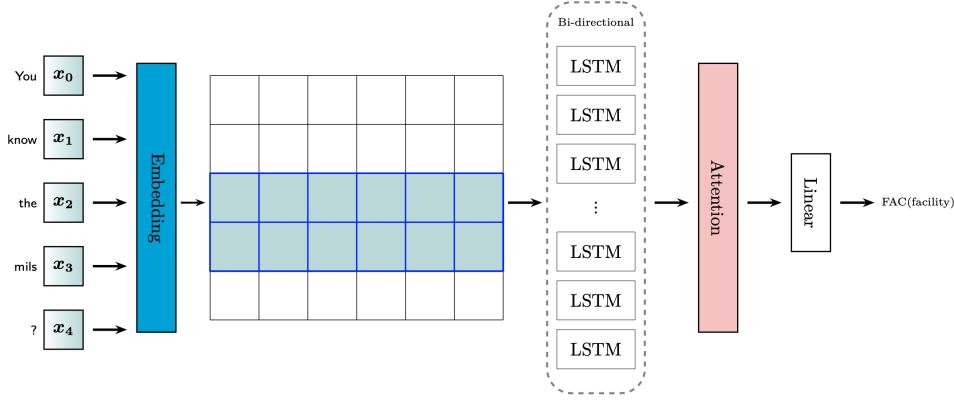 You x₀
know x₁
the x₂
mils x₃
? x₄
Embedding
Bi-directional
LSTM
LSTM
LSTM
...
LSTM
LSTM
LSTM
Attention
Linear
FAC(facility)